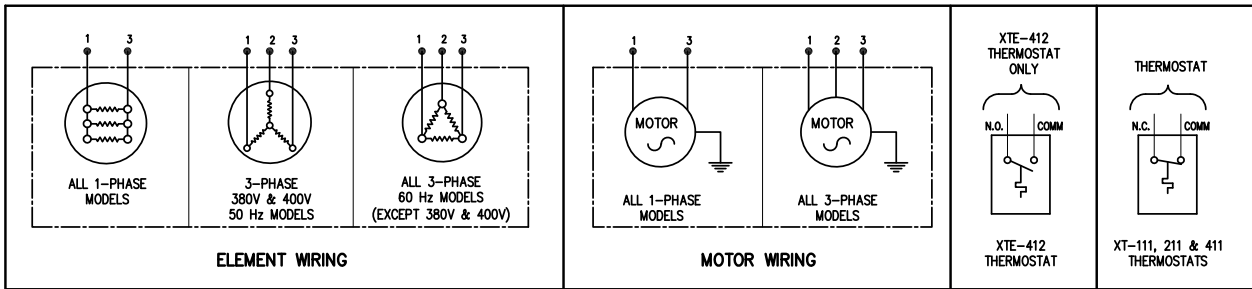 1 3
ALL 1-PHASE
MODELS
1 2 3
3-PHASE
380V & 400V
50 Hz MODELS
1 2 3
ALL 3-PHASE
60 Hz MODELS
(EXCEPT 380V & 400V)
ELEMENT WIRING
1 3
MOTOR
ALL 1-PHASE
MODELS
1 2 3
MOTOR
ALL 3-PHASE
MODELS
MOTOR WIRING
XTE-412
THERMOSTAT
ONLY
N.O. COMM
XTE-412
THERMOSTAT
THERMOSTAT
N.C. COMM
XT-111, 211 & 411
THERMOSTATS